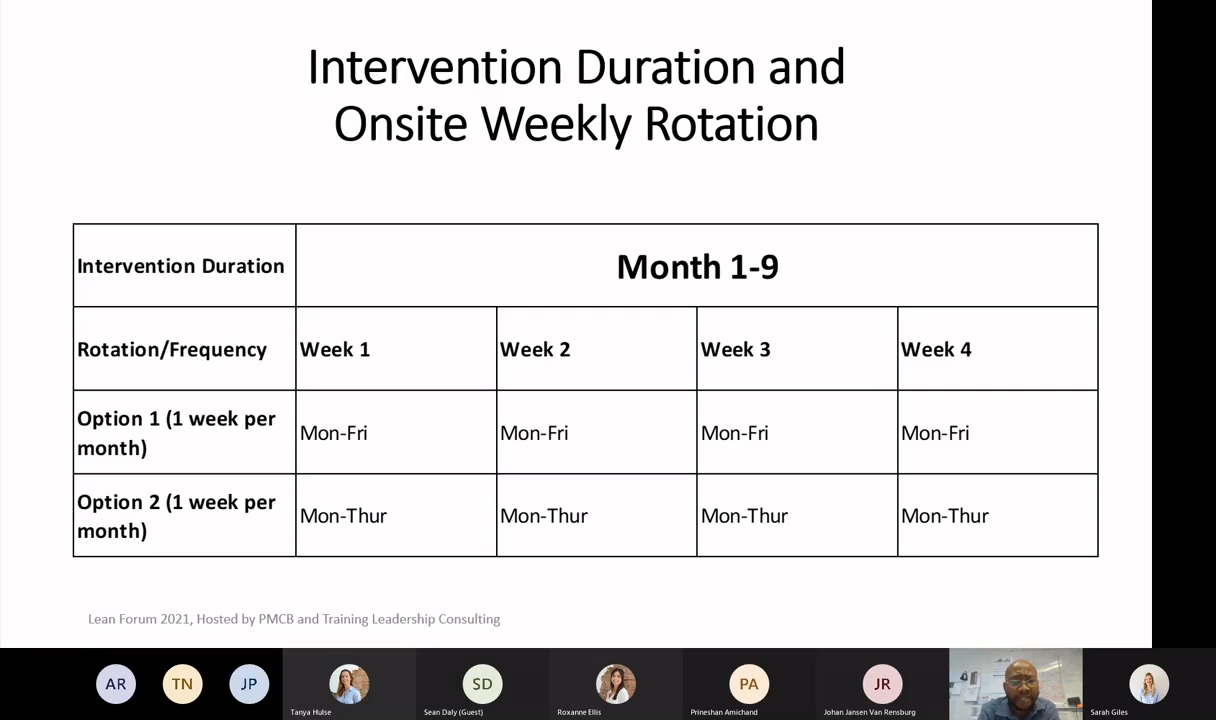 Intervention Duration and
Onsite Weekly Rotation
Intervention Duration
Month 1-9
Rotation/Frequency
Week 1
Week 2
Week 3
Week 4
Option 1 (1 week per
month)
Mon-Fri
Mon-Fri
Mon-Fri
Mon-Fri
Option 2 (1 week per
month)
Mon-Thur
Mon-Thur
Mon-Thur
Mon-Thur
Lean Forum 2021, Hosted by PMCB and Training Leadership Consulting
AR
TN
JP
Tanya Hulse
SD
Sean Daly (Guest)
Roxanne Ellis
PA
Prineshan Amichand
JR
Johan Jansen Van Rensburg
Sarah Giles